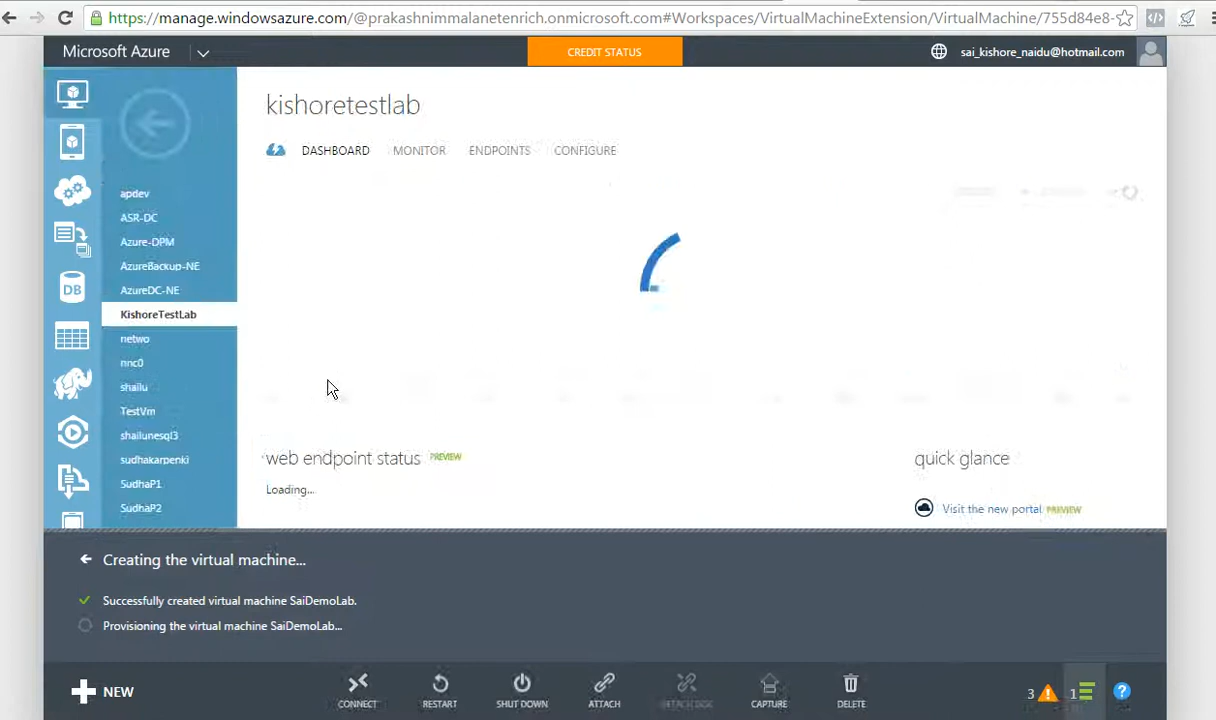 https://manage.windowsazure.com/@prakashninmalanetenrich.onmicrosoft.com#Workspaces/VirtualMachineExtension/VirtualMachine/755d84e8-
Microsoft Azure
CREDIT STATUS
sai_kishore_naidu@hotmail.com
kishoretestlab
DASHBOARD MONITOR ENDPOINTS CONFIGURE
apdev
ASR-DC
Azure-DPM
AzureBackup-NE
AzureDC-NE
KishoreTestLab
netwo
nnc0
shailu
TestVm
shailunesql3
sudhakarpenki
SudhaP1
SudhaP2
DB
web endpoint status PREVIEW
Loading...
quick glance
Visit the new portal PREVIEW
Creating the virtual machine...
Successfully created virtual machine SaiDemoLab.
Provisioning the virtual machine SaiDemoLab...
NEW
CONNECT
RESTART
SHUT DOWN
ATTACH
DETACH DISK
CAPTURE
DELETE
3
1
?